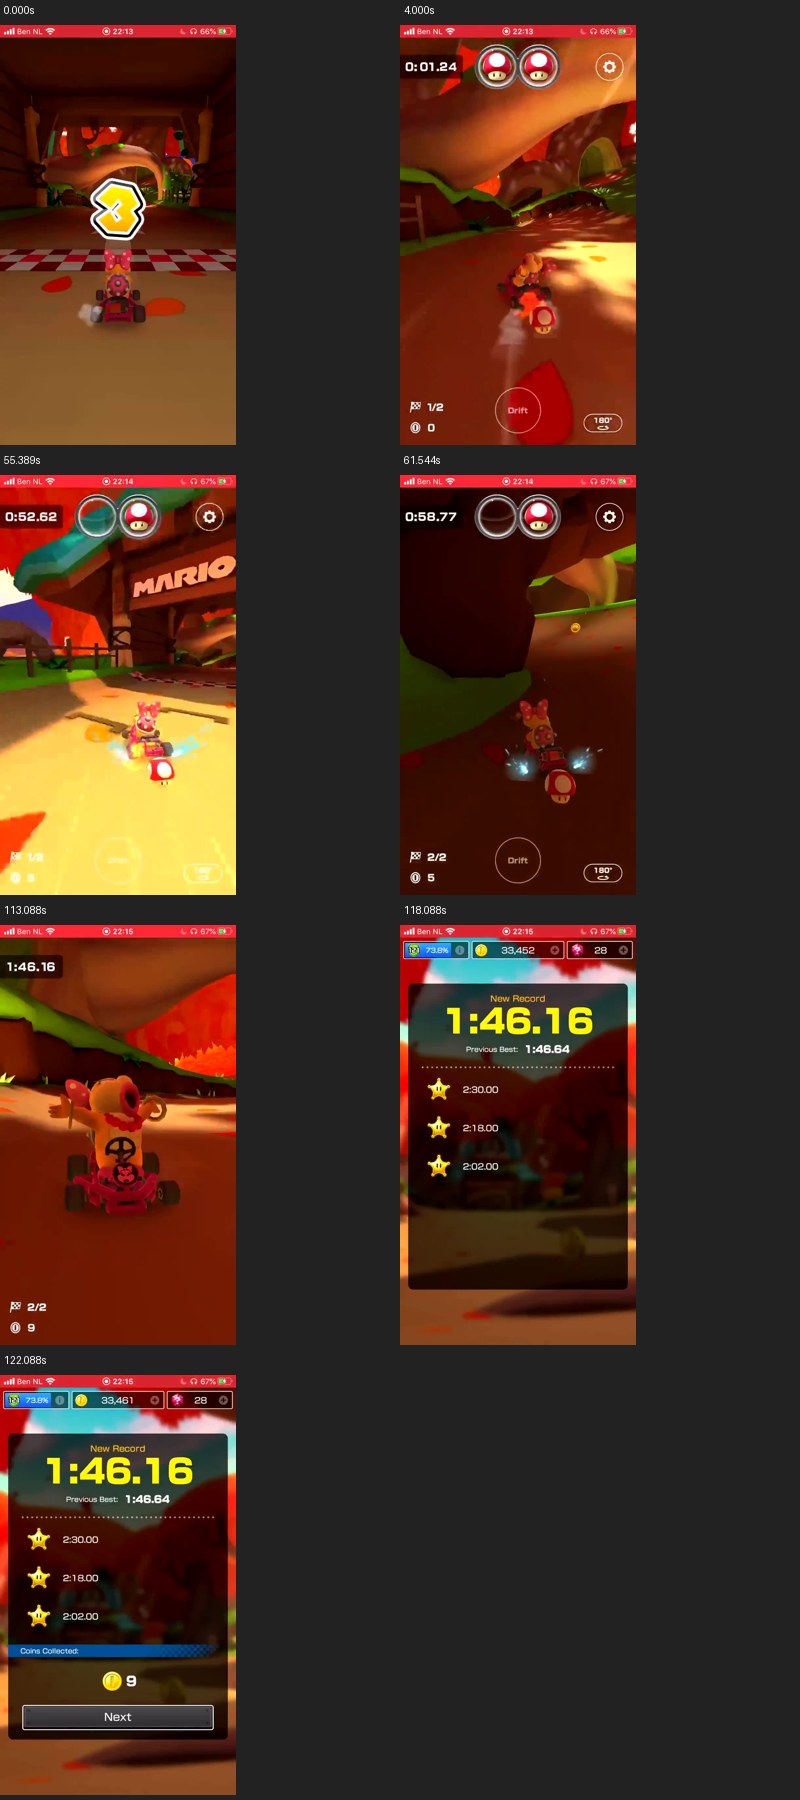 0.000s
Ben NL 22:13 66%
3
4.000s
Ben NL 22:13 66%
0:01.24
Drift
1/2
0
180°
55.389s
Ben NL 22:14 67%
0:52.62
MARIO
1/2
180°
61.544s
Ben NL 22:14 67%
0:58.77
Drift
2/2
5
180°
113.088s
Ben NL 22:15 67%
1:46.16
2/2
9
118.088s
Ben NL 22:15 67%
73.8% 33,452 28
New Record
1:46.16
Previous Best: 1:46.64
2:30.00
2:18.00
2:02.00
122.088s
Ben NL 22:15 67%
73.8% 33,461 28
New Record
1:46.16
Previous Best: 1:46.64
2:30.00
2:18.00
2:02.00
Coins Collected:
9
Next